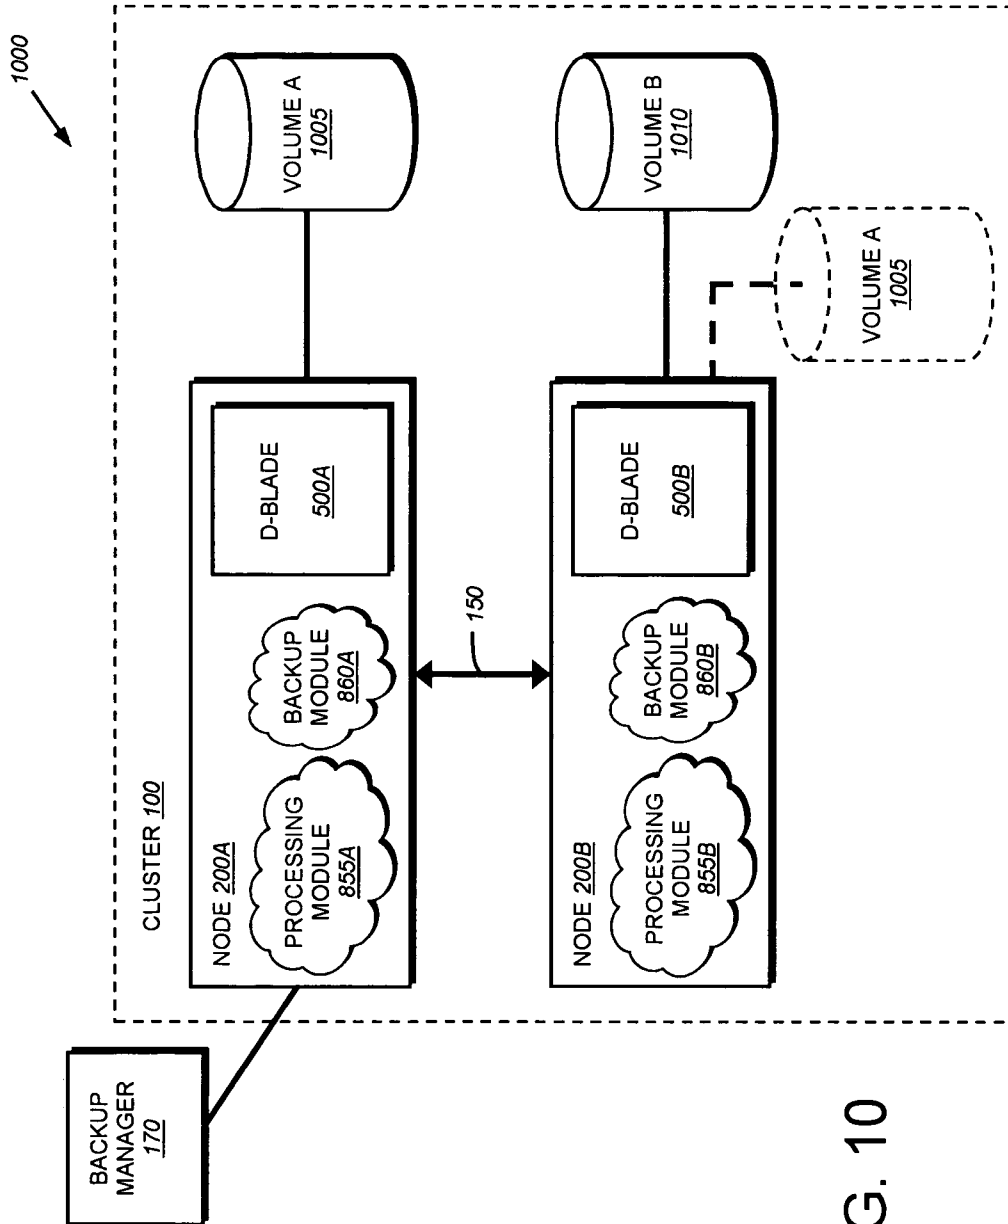 1000
CLUSTER 100
BACKUP
MANAGER
170
NODE 200A
PROCESSING
MODULE
855A
BACKUP
MODULE
860A
D-BLADE
500A
VOLUME A
1005
150
NODE 200B
PROCESSING
MODULE
855B
BACKUP
MODULE
860B
D-BLADE
500B
VOLUME B
1010
VOLUME A
1005
G. 10